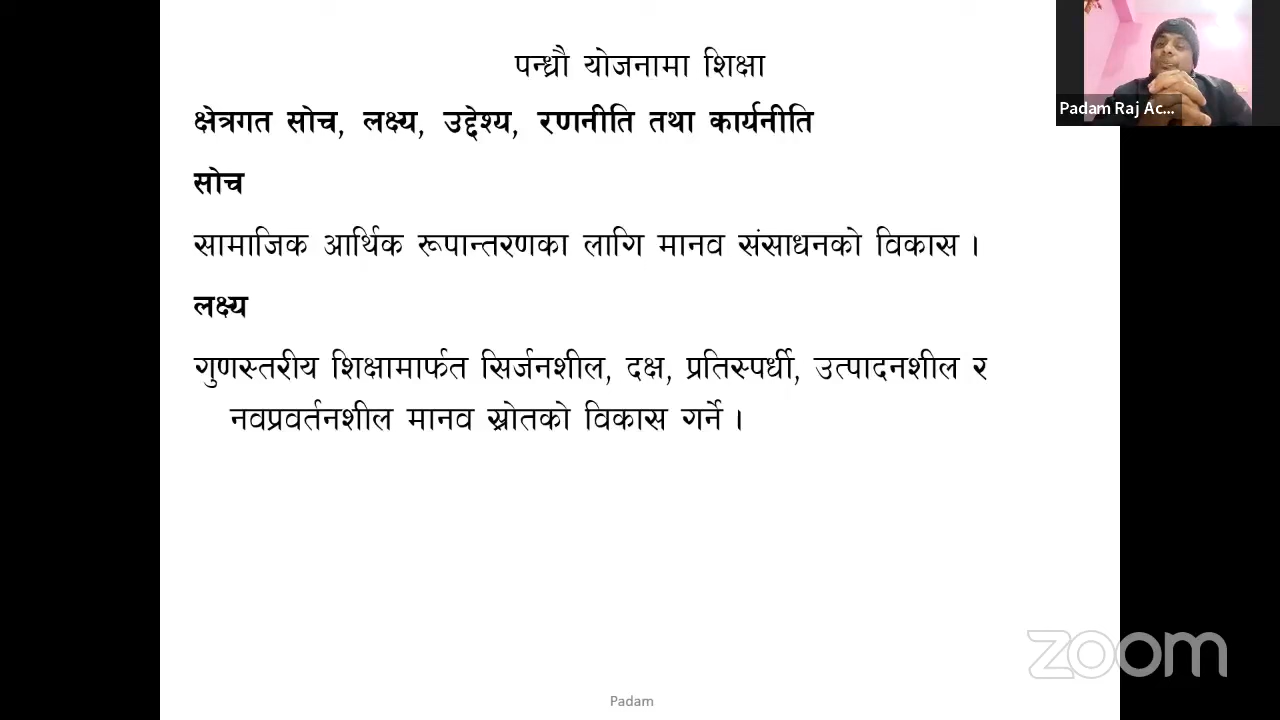 पन्ध्रौ योजनामा शिक्षा
क्षेत्रगत सोच, लक्ष्य, उद्देश्य, रणनीति तथा कार्यनीति
सोच
सामाजिक आर्थिक रूपान्तरणका लागि मानव संसाधनको विकास ।
लक्ष्य
गुणस्तरीय शिक्षामार्फत सिर्जनशील, दक्ष, प्रतिस्पर्धी, उत्पादनशील र
नवप्रवर्तनशील मानव स्रोतको विकास गर्ने ।
Padam Raj Ac...
zoom
Padam